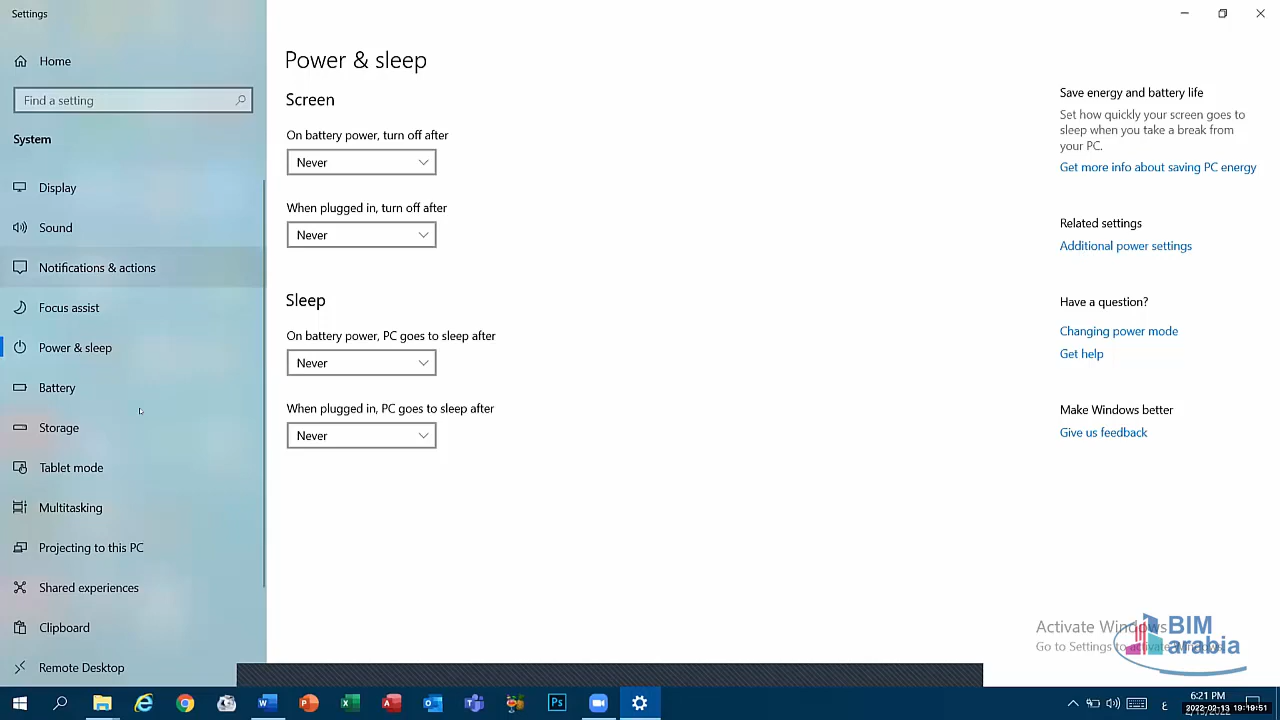 Settings
Home
Find a setting
System
Display
Sound
Notifications & actions
Focus assist
Power & sleep
Battery
Storage
Tablet mode
Multitasking
Projecting to this PC
Shared experiences
Clipboard
Remote Desktop
Power & sleep
Screen
On battery power, turn off after
Never
When plugged in, turn off after
Never
Sleep
On battery power, PC goes to sleep after
Never
When plugged in, PC goes to sleep after
Never
Save energy and battery life
Set how quickly your screen goes to
sleep when you take a break from
your PC.
Get more info about saving PC energy
Related settings
Additional power settings
Have a question?
Changing power mode
Get help
Make Windows better
Give us feedback
Activate Windows
Go to Settings to activate Windows.
BIM
arabia
Ps
ع
6:21 PM
2022-02-13 19:19:51